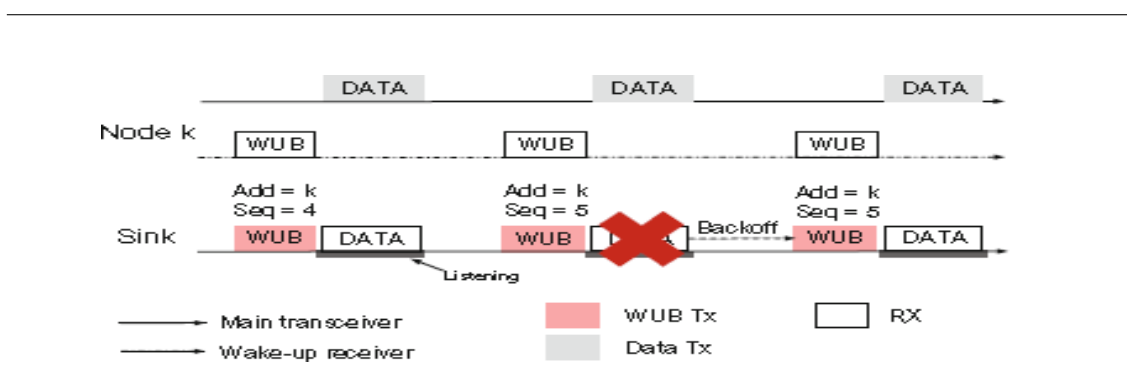 DATA DATA DATA
Node k
WUB WUB WUB
Add = k Add = k Add = k
Seq = 4 Seq = 5 Seq = 5
Sink WUB DATA WUB Backoff WUB DATA
Listening
Main transceiver WUB Tx RX
Wake-up receiver Data Tx